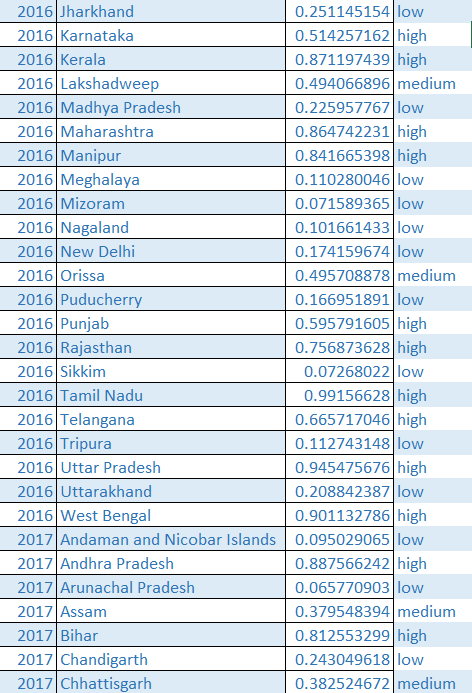 2016 Jharkhand 0.251145154 low
2016 Karnataka 0.514257162 high
2016 Kerala 0.871197439 high
2016 Lakshadweep 0.494066896 medium
2016 Madhya Pradesh 0.225957767 low
2016 Maharashtra 0.864742231 high
2016 Manipur 0.841665398 high
2016 Meghalaya 0.110280046 low
2016 Mizoram 0.071589365 low
2016 Nagaland 0.101661433 low
2016 New Delhi 0.174159674 low
2016 Orissa 0.495708878 medium
2016 Puducherry 0.166951891 low
2016 Punjab 0.595791605 high
2016 Rajasthan 0.756873628 high
2016 Sikkim 0.07268022 low
2016 Tamil Nadu 0.99156628 high
2016 Telangana 0.665717046 high
2016 Tripura 0.112743148 low
2016 Uttar Pradesh 0.945475676 high
2016 Uttarakhand 0.208842387 low
2016 West Bengal 0.901132786 high
2017 Andaman and Nicobar Islands 0.095029065 low
2017 Andhra Pradesh 0.887566242 high
2017 Arunachal Pradesh 0.065770903 low
2017 Assam 0.379548394 medium
2017 Bihar 0.812553299 high
2017 Chandigarth 0.243049618 low
2017 Chhattisgarh 0.382524672 medium